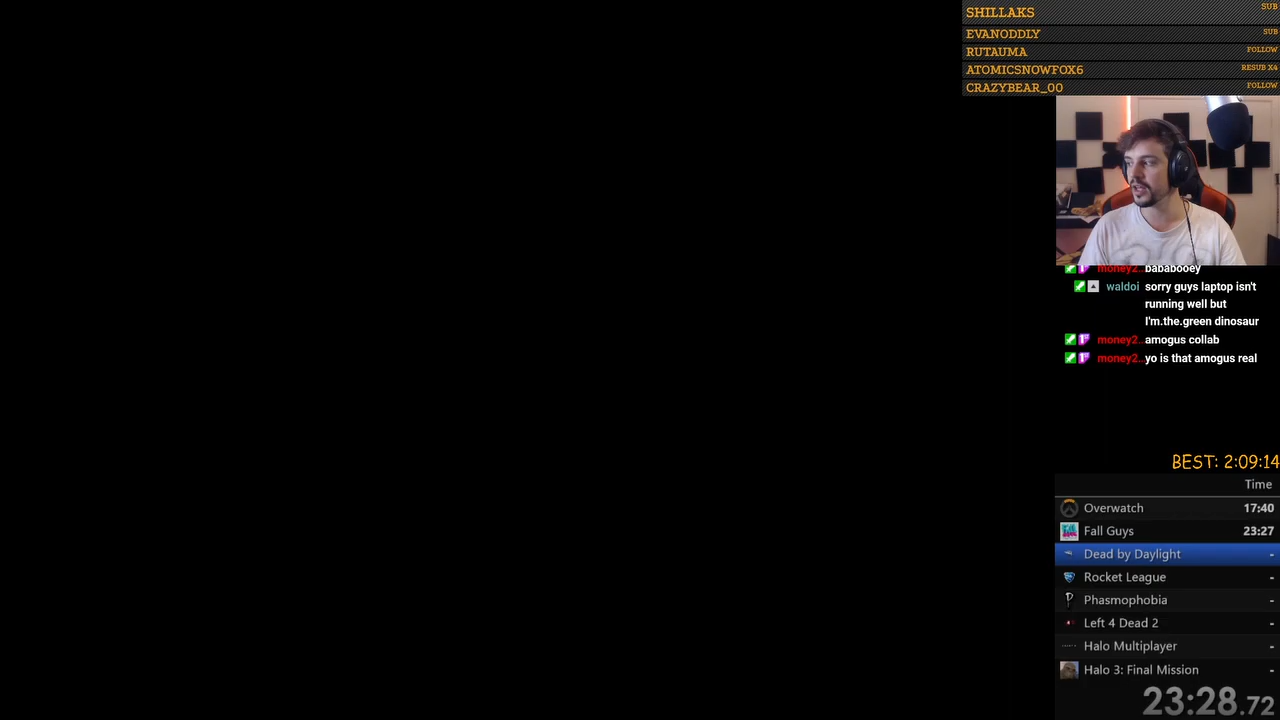 SHILLAKS SUB
EVANODDLY SUB
RUTAUMA FOLLOW
ATOMICSNOWFOX6 RESUB X4
CRAZYBEAR_00 FOLLOW
money2.. bababooey
waldoi sorry guys laptop isn't
running well but
I'm.the.green dinosaur
money2.. amogus collab
money2.. yo is that amogus real
BEST: 2:09:14
Time
Overwatch 17:40
Fall Guys 23:27
Dead by Daylight -
Rocket League -
Phasmophobia -
Left 4 Dead 2 -
Halo Multiplayer -
Halo 3: Final Mission -
23:28.72